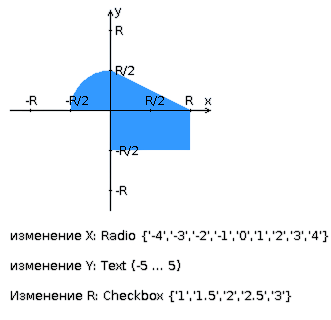 y
R
R/2
-R
-R/2
R/2
R
x
-R/2
-R
изменение X: Radio {'-4','-3','-2','-1','0','1','2','3','4'}
изменение Y: Text (-5 ... 5)
Изменение R: Checkbox {'1','1.5','2','2.5','3'}